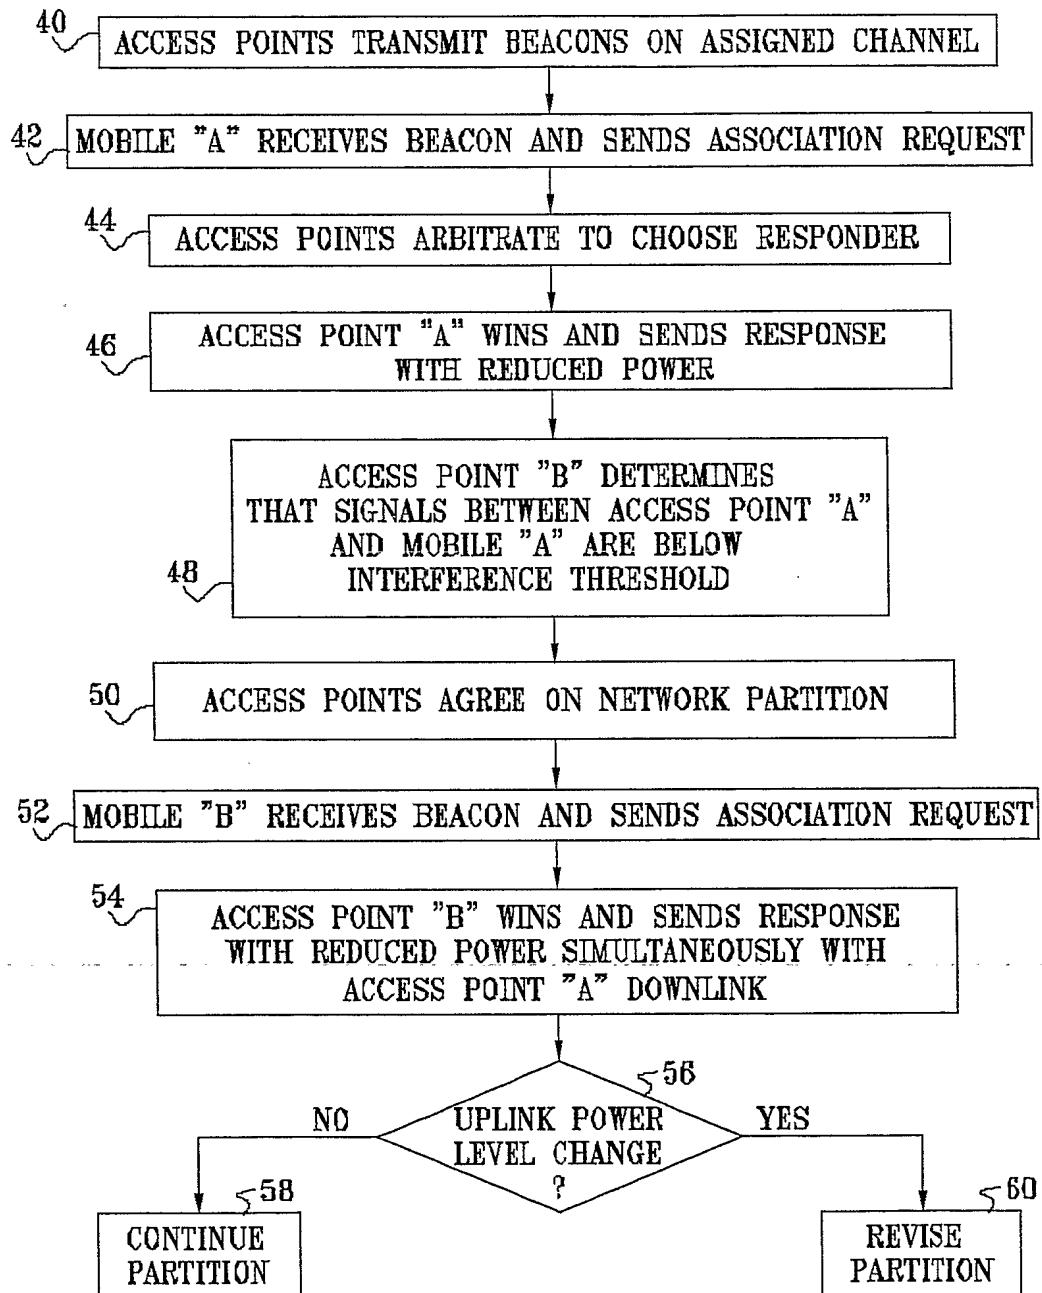 40
ACCESS POINTS TRANSMIT BEACONS ON ASSIGNED CHANNEL
42
MOBILE "A" RECEIVES BEACON AND SENDS ASSOCIATION REQUEST
44
ACCESS POINTS ARBITRATE TO CHOOSE RESPONDER
46
ACCESS POINT "A" WINS AND SENDS RESPONSE
WITH REDUCED POWER
ACCESS POINT "B" DETERMINES
THAT SIGNALS BETWEEN ACCESS POINT "A"
AND MOBILE "A" ARE BELOW
INTERFERENCE THRESHOLD
48
50
ACCESS POINTS AGREE ON NETWORK PARTITION
52
MOBILE "B" RECEIVES BEACON AND SENDS ASSOCIATION REQUEST
54
ACCESS POINT "B" WINS AND SENDS RESPONSE
WITH REDUCED POWER SIMULTANEOUSLY WITH
ACCESS POINT "A" DOWNLINK
56
UPLINK POWER
LEVEL CHANGE
?
NO
YES
58
CONTINUE
PARTITION
60
REVISE
PARTITION